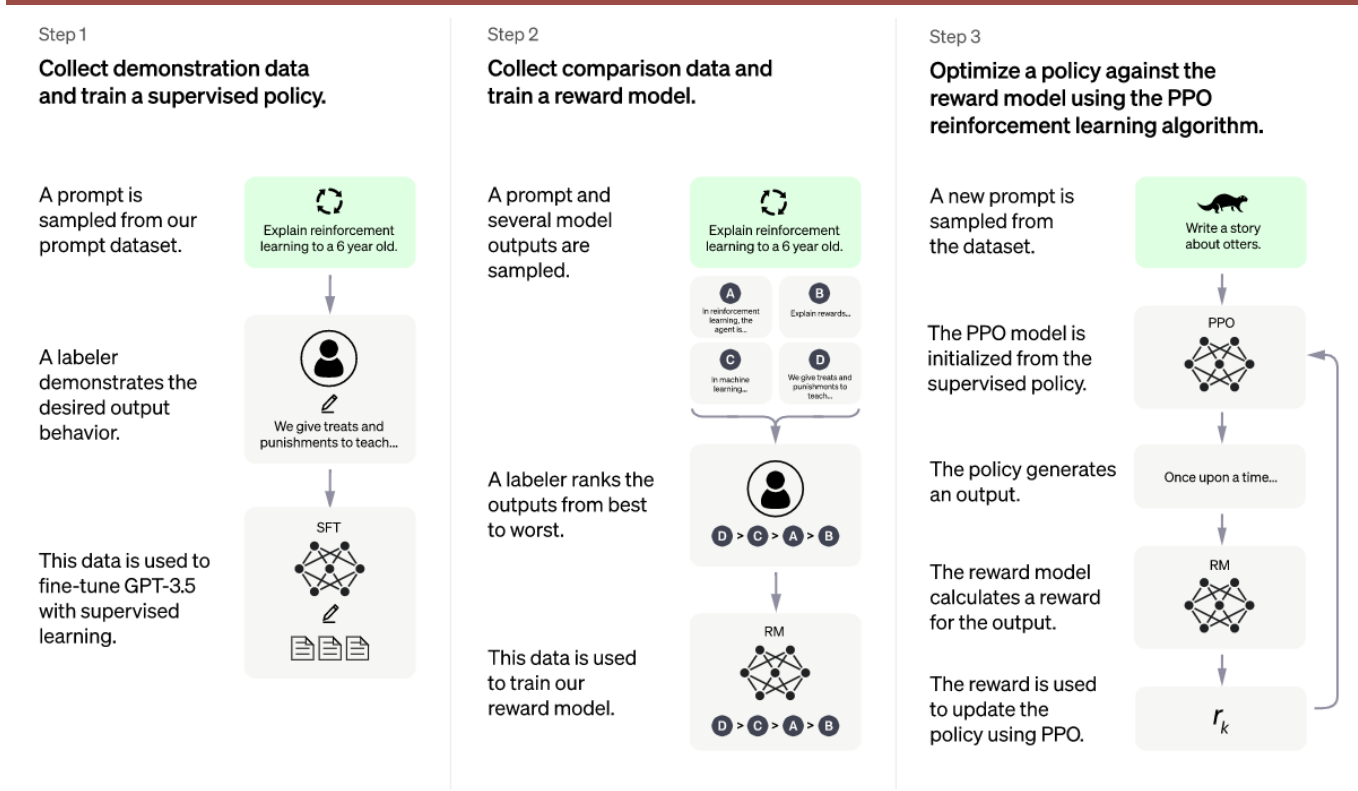 Step 1
Collect demonstration data
and train a supervised policy.
A prompt is
sampled from our
prompt dataset.
Explain reinforcement
learning to a 6 year old.
A labeler
demonstrates the
desired output
behavior.
We give treats and
punishments to teach...
This data is used to
fine-tune GPT-3.5
with supervised
learning.
SFT
Step 2
Collect comparison data and
train a reward model.
A prompt and
several model
outputs are
sampled.
Explain reinforcement
learning to a 6 year old.
A
In reinforcement
learning, the
agent is...
B
Explain rewards...
C
In machine
learning...
D
We give treats and
punishments to
teach...
A labeler ranks the
outputs from best
to worst.
D > C > A > B
This data is used
to train our
reward model.
RM
D > C > A > B
Step 3
Optimize a policy against the
reward model using the PPO
reinforcement learning algorithm.
A new prompt is
sampled from
the dataset.
Write a story
about otters.
The PPO model is
initialized from the
supervised policy.
PPO
The policy generates
an output.
Once upon a time...
The reward model
calculates a reward
for the output.
RM
The reward is used
to update the
policy using PPO.
r_k